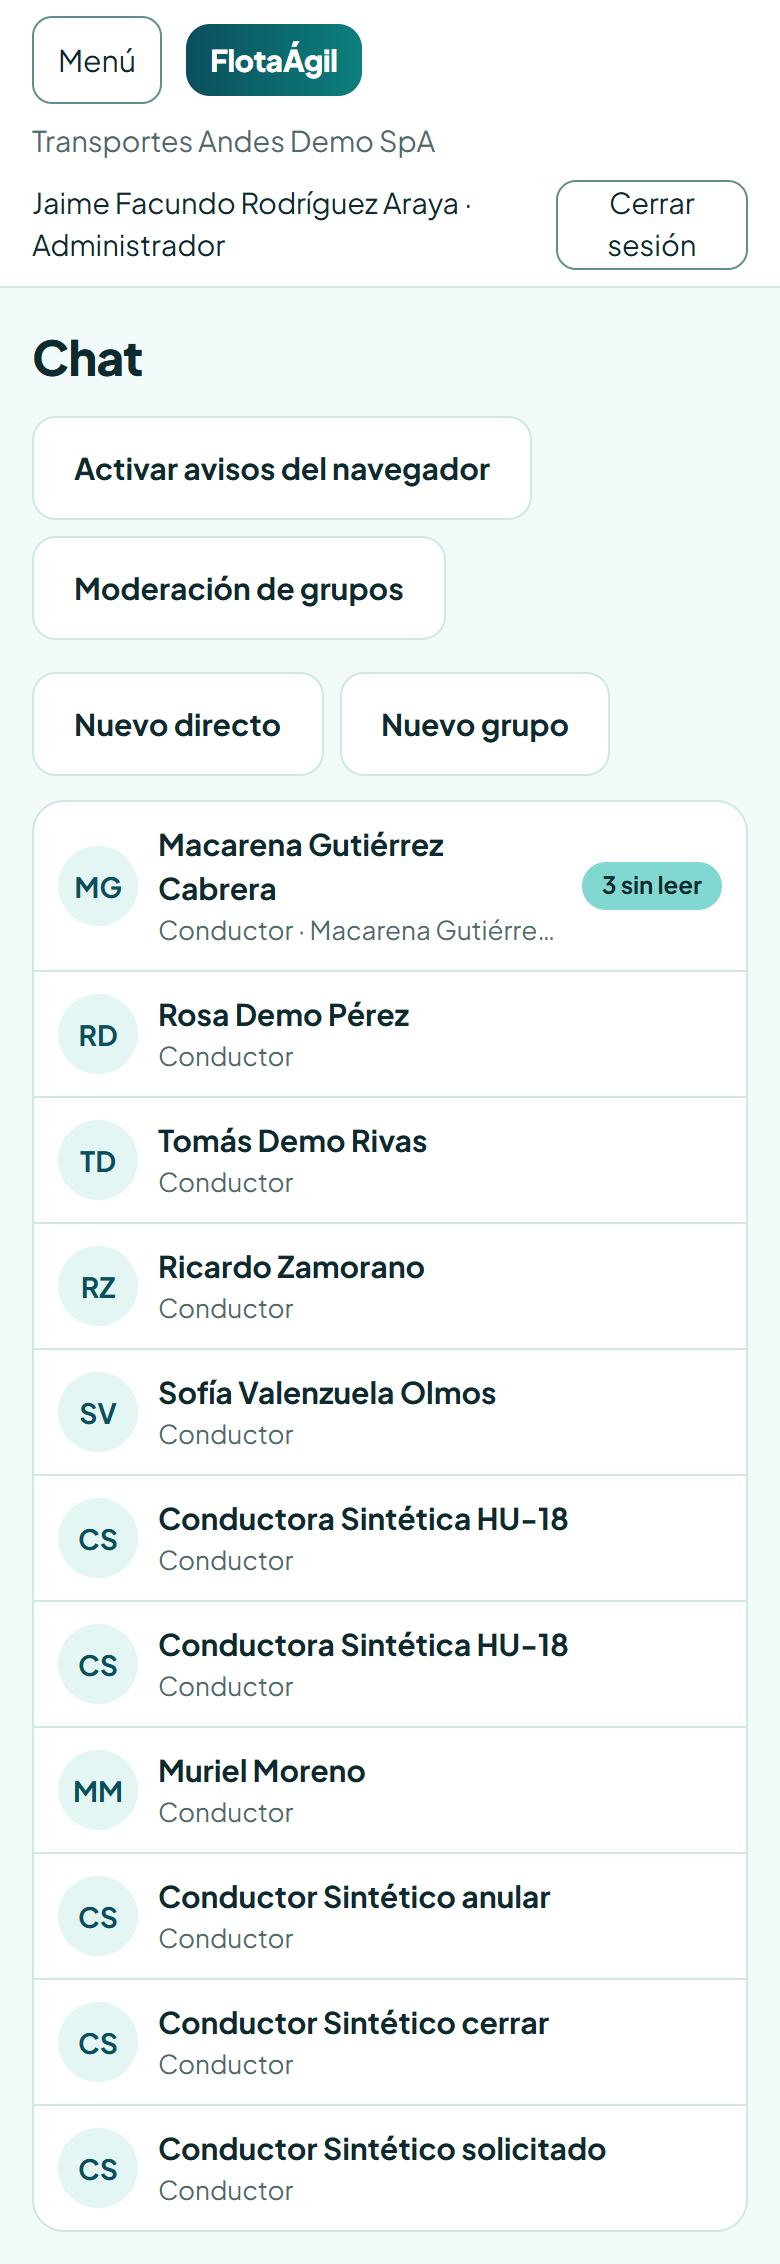 Menú
FlotaÁgil
Transportes Andes Demo SpA
Jaime Facundo Rodríguez Araya ·
Administrador
Cerrar
sesión
Chat
Activar avisos del navegador
Moderación de grupos
Nuevo directo
Nuevo grupo
MG
Macarena Gutiérrez
Cabrera
Conductor · Macarena Gutiérre...
3 sin leer
RD
Rosa Demo Pérez
Conductor
TD
Tomás Demo Rivas
Conductor
RZ
Ricardo Zamorano
Conductor
SV
Sofía Valenzuela Olmos
Conductor
CS
Conductora Sintética HU-18
Conductor
CS
Conductora Sintética HU-18
Conductor
MM
Muriel Moreno
Conductor
CS
Conductor Sintético anular
Conductor
CS
Conductor Sintético cerrar
Conductor
CS
Conductor Sintético solicitado
Conductor